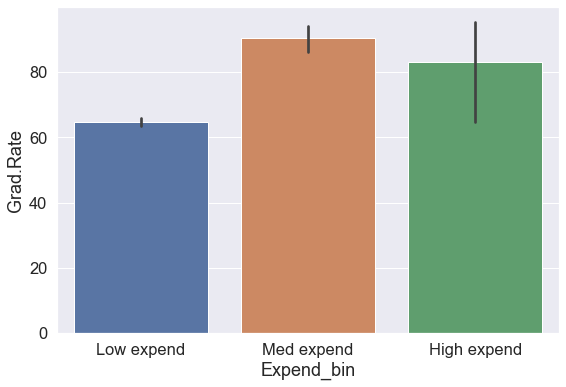 Grad.Rate
80
60
40
20
0
Low expend
Med expend
High expend
Expend_bin